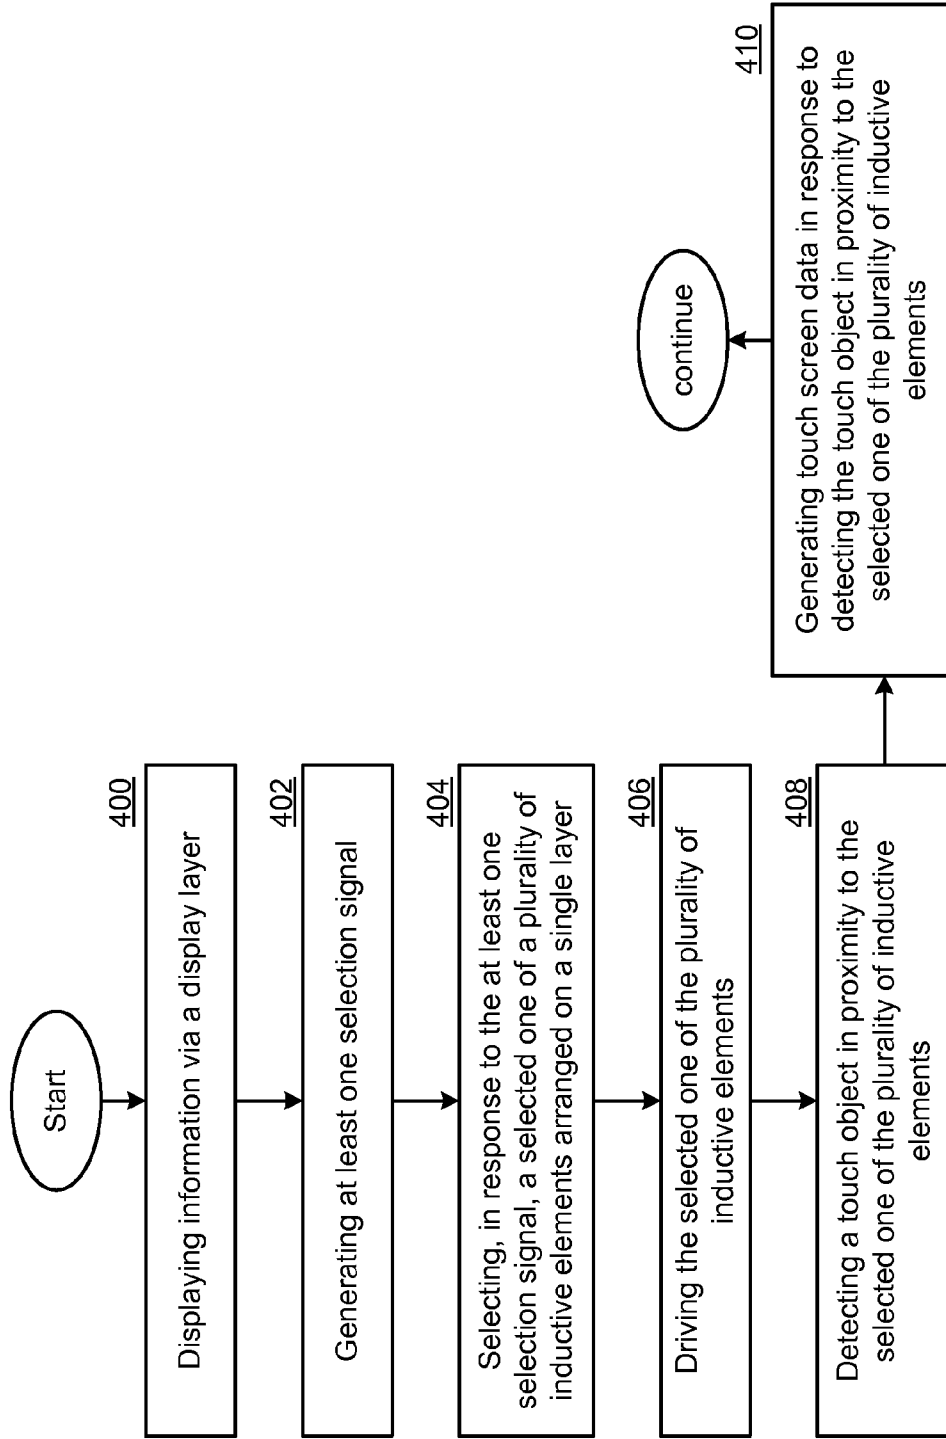 Start
400
Displaying information via a display layer
402
Generating at least one selection signal
404
Selecting, in response to the at least one
selection signal, a selected one of a plurality of
inductive elements arranged on a single layer
406
Driving the selected one of the plurality of
inductive elements
408
Detecting a touch object in proximity to the
selected one of the plurality of inductive
elements
410
Generating touch screen data in response to
detecting the touch object in proximity to the
selected one of the plurality of inductive
elements
continue